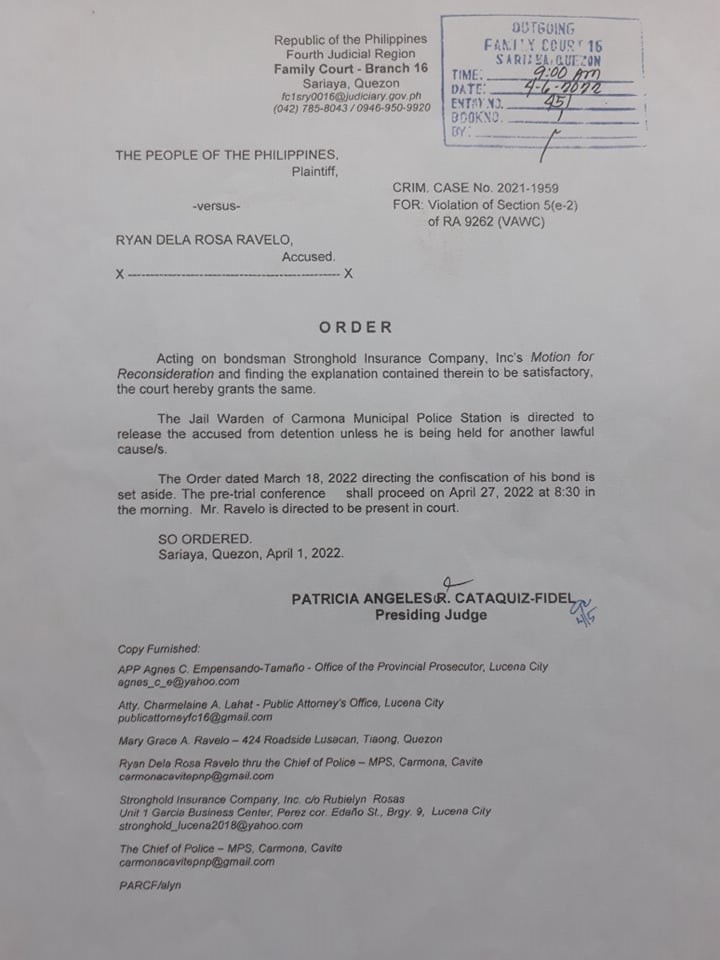 Republic of the Philippines
Fourth Judicial Region
Family Court - Branch 16
Sariaya, Quezon
fc1sry0016@judiciary.gov.ph
(042) 785-8043 / 0946-950-9920
OUTGOING
FAMILY COURT 16
SARIAYA, QUEZON
TIME: 9:00 AM
DATE: 4-6-2022
ENTRY NO. 451
BOOK NO. 1
BY:
THE PEOPLE OF THE PHILIPPINES,
Plaintiff,
-versus-
CRIM. CASE No. 2021-1959
FOR: Violation of Section 5(e-2)
of RA 9262 (VAWC)
RYAN DELA ROSA RAVELO,
Accused.
X ------------------------------------------------ X
O R D E R
Acting on bondsman Stronghold Insurance Company, Inc's Motion for
Reconsideration and finding the explanation contained therein to be satisfactory,
the court hereby grants the same.
The Jail Warden of Carmona Municipal Police Station is directed to
release the accused from detention unless he is being held for another lawful
cause/s.
The Order dated March 18, 2022 directing the confiscation of his bond is
set aside. The pre-trial conference shall proceed on April 27, 2022 at 8:30 in
the morning. Mr. Ravelo is directed to be present in court.
SO ORDERED.
Sariaya, Quezon, April 1, 2022.
PATRICIA ANGELES R. CATAQUIZ-FIDEL
Presiding Judge
Copy Furnished:
APP Agnes C. Empensando-Tamaño - Office of the Provincial Prosecutor, Lucena City
agnes_c_e@yahoo.com
Atty. Charmelaine A. Lahat - Public Attorney's Office, Lucena City
publicattorneyfc16@gmail.com
Mary Grace A. Ravelo – 424 Roadside Lusacan, Tiaong, Quezon
Ryan Dela Rosa Ravelo thru the Chief of Police – MPS, Carmona, Cavite
carmonacavitepnp@gmail.com
Stronghold Insurance Company, Inc. c/o Rubielyn Rosas
Unit 1 Garcia Business Center, Perez cor. Edaño St., Brgy. 9, Lucena City
stronghold_lucena2018@yahoo.com
The Chief of Police – MPS, Carmona, Cavite
carmonacavitepnp@gmail.com
PARCF/alyn